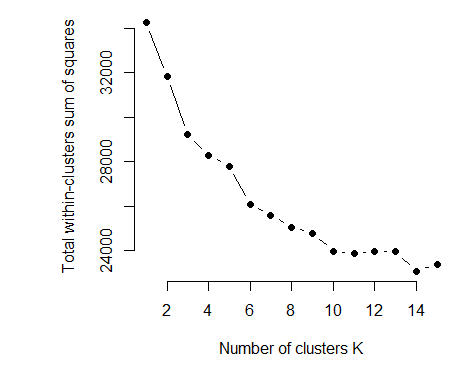 Total within-clusters sum of squares
32000
28000
24000
2 4 6 8 10 12 14
Number of clusters K